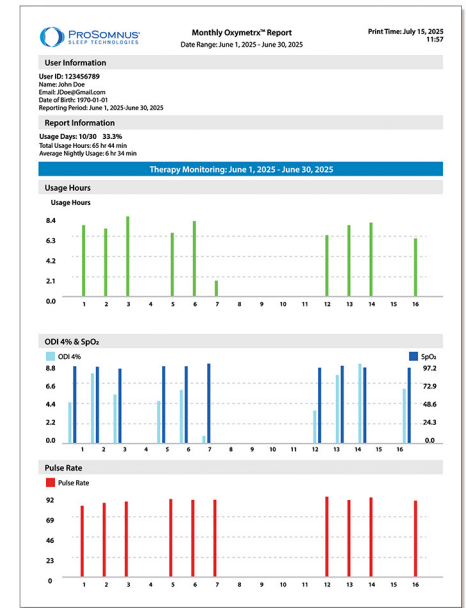 PROSOMNUS®
SLEEP TECHNOLOGIES
Monthly Oxymetrx™ Report
Date Range: June 1, 2025 - June 30, 2025
Print Time: July 15, 2025
11:57
User Information
User ID: 123456789
Name: John Doe
Email: JDoe@Gmail.com
Date of Birth: 1970-01-01
Reporting Period: June 1, 2025-June 30, 2025
Report Information
Usage Days: 10/30 33.3%
Total Usage Hours: 65 hr 44 min
Average Nightly Usage: 6 hr 34 min
Therapy Monitoring: June 1, 2025 - June 30, 2025
Usage Hours
Usage Hours
8.4
6.3
4.2
2.1
0.0
1 2 3 4 5 6 7 8 9 10 11 12 13 14 15 16
ODI 4% & SpO₂
ODI 4% SpO₂
8.8 97.2
6.6 72.9
4.4 48.6
2.2 24.3
0.0 0.0
1 2 3 4 5 6 7 8 9 10 11 12 13 14 15 16
Pulse Rate
Pulse Rate
92
69
46
23
0
1 2 3 4 5 6 7 8 9 10 11 12 13 14 15 16